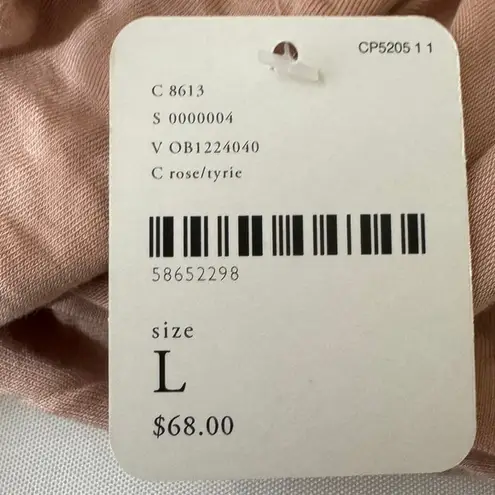 CP5205 1 1
C 8613
S 0000004
V OB1224040
C rose/tyrie
58652298
size
L
$68.00